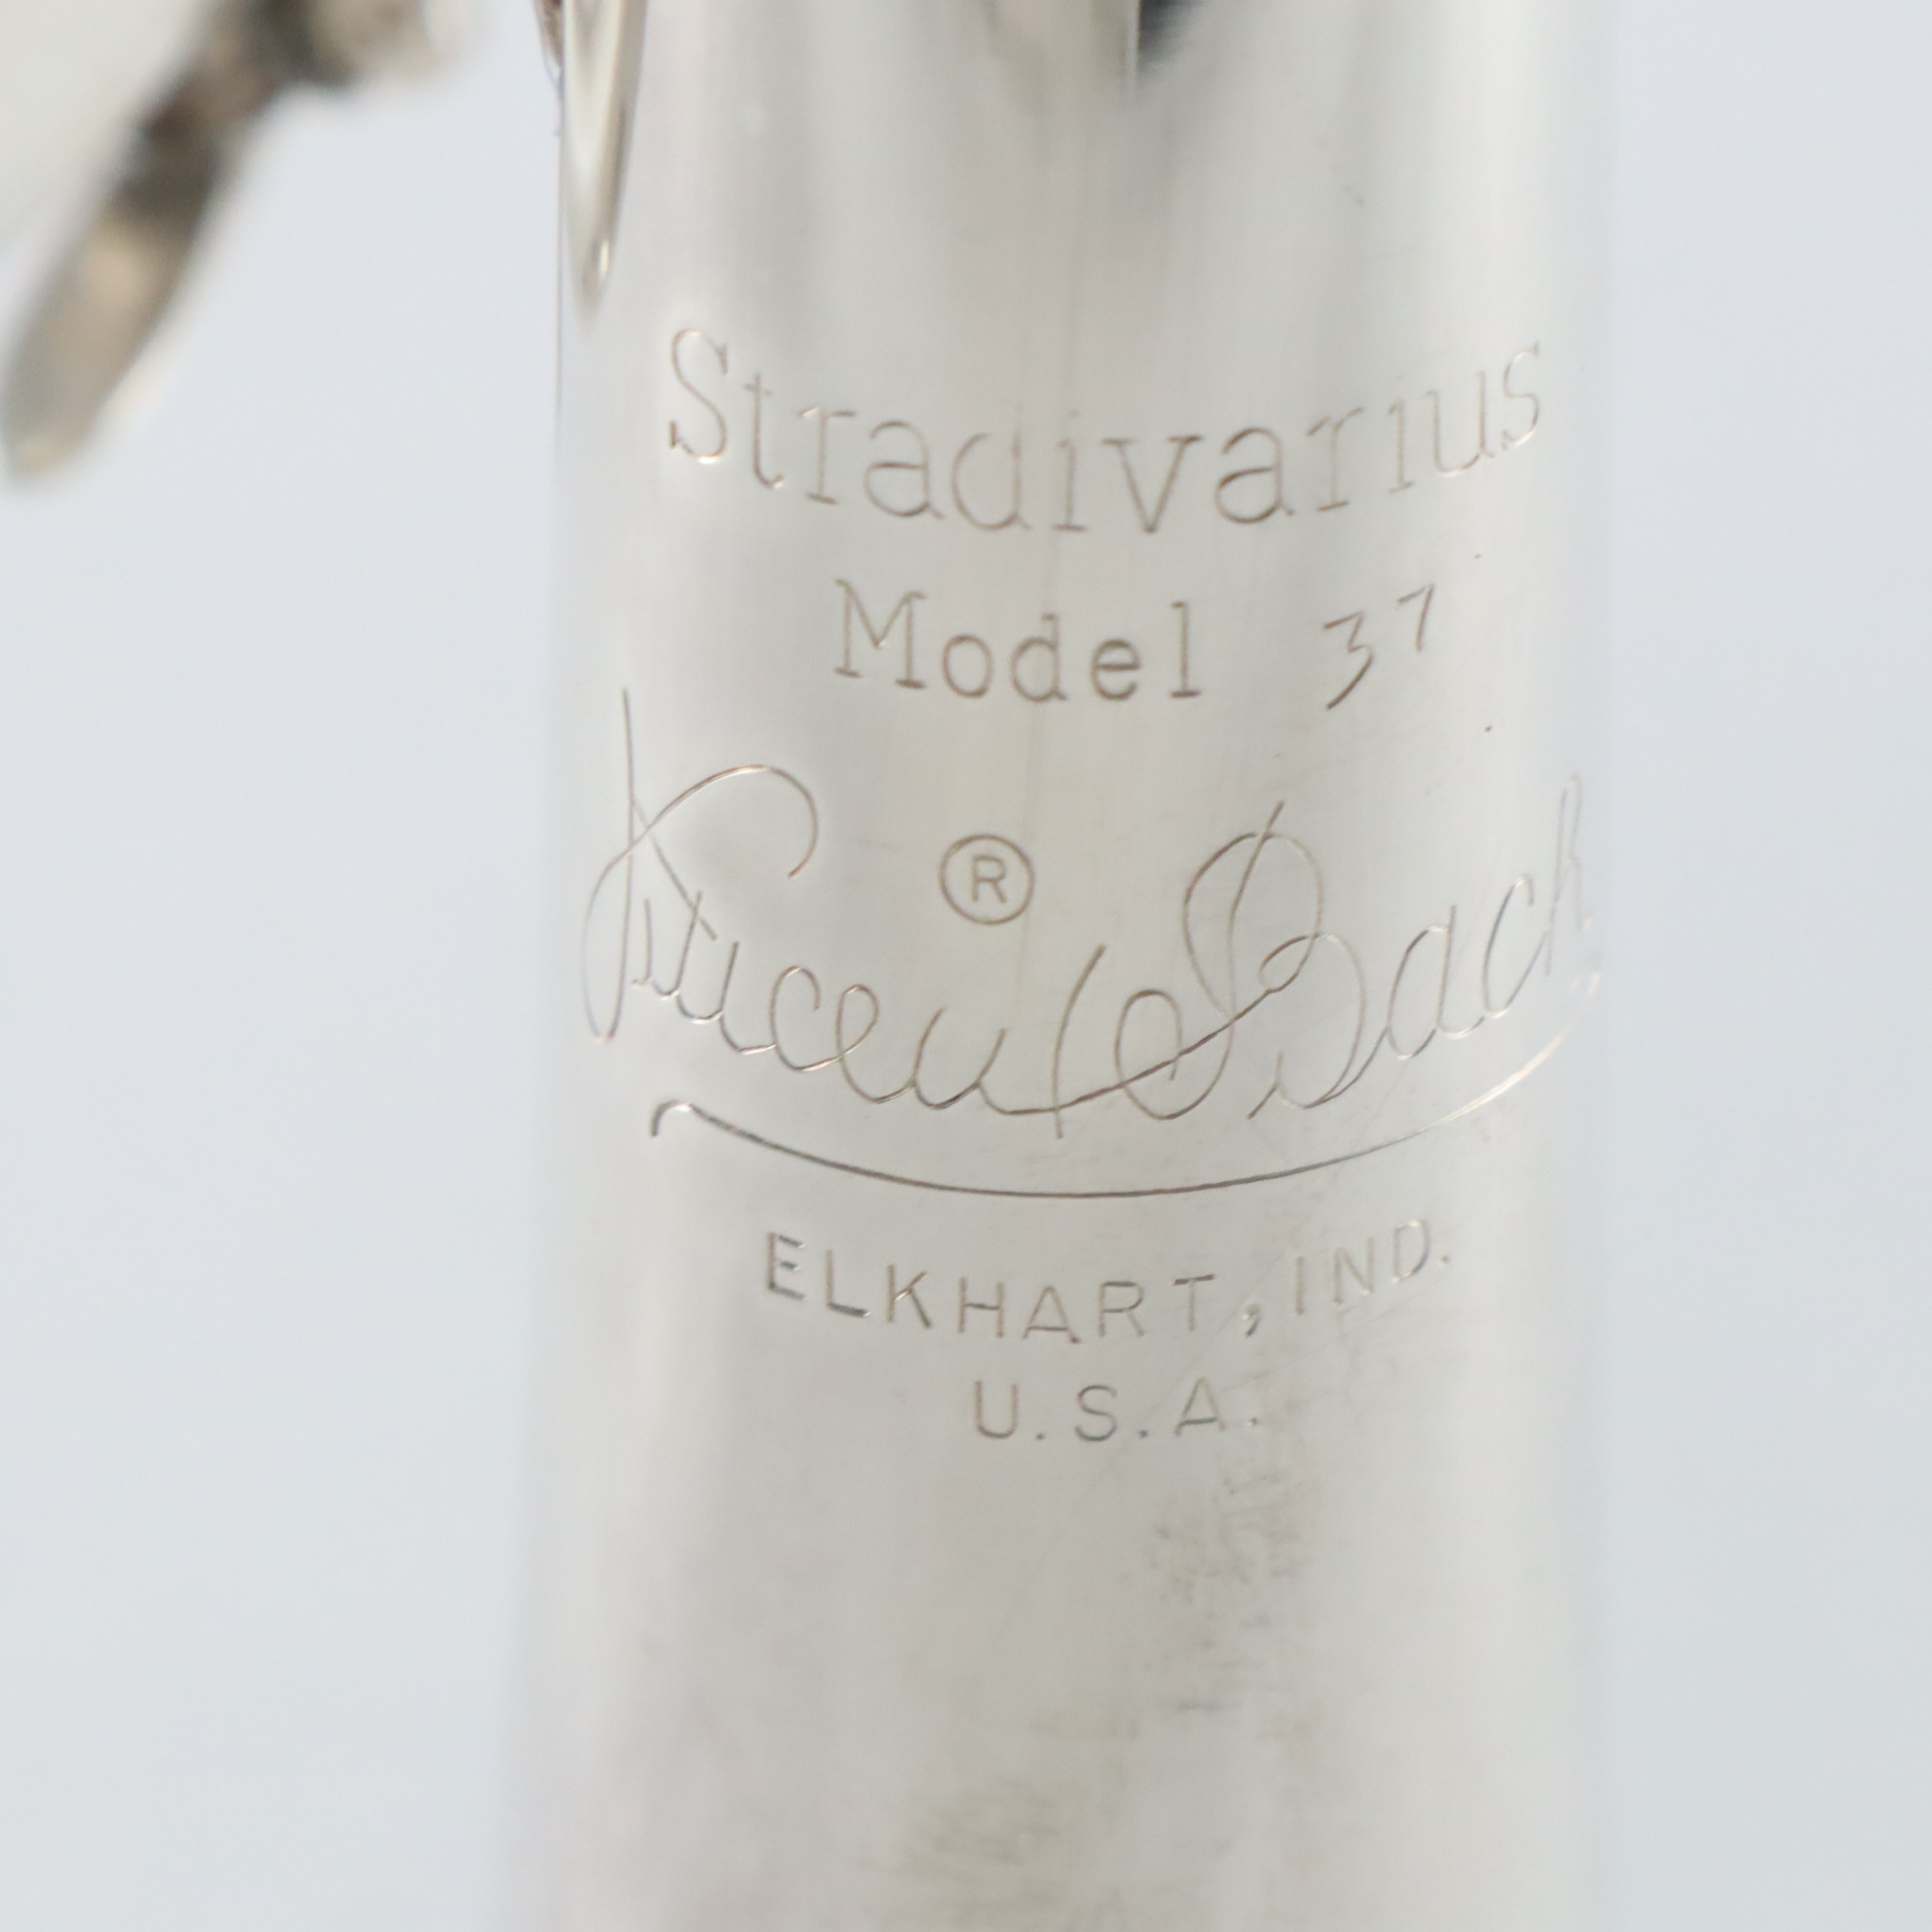 Stradivarius
Model 37
®
Vincent Bach
ELKHART, IND.
U.S.A.